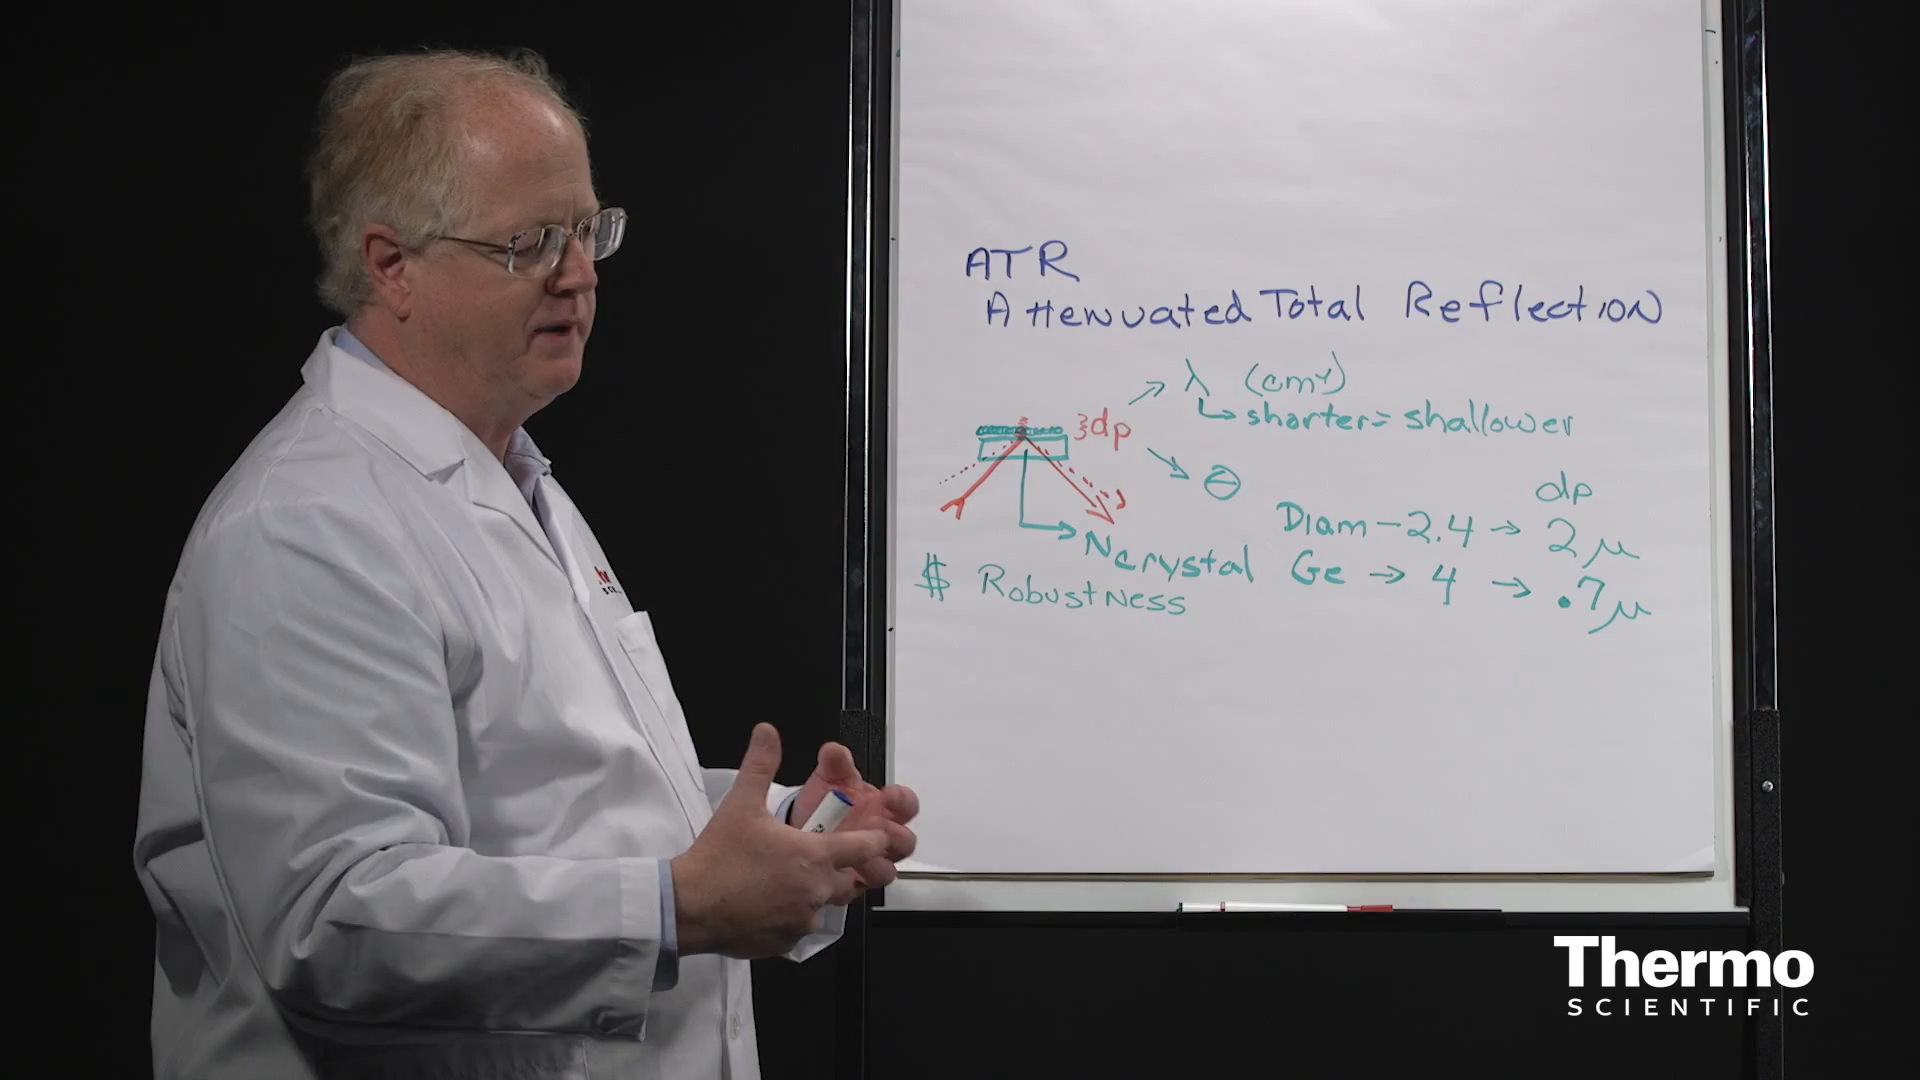 ATR
Attenuated Total Reflection
λ (cm⁻¹)
shorter = shallower
}dp
θ
dp
Diam - 2.4 → 2μ
Ncrystal Ge → 4 → .7μ
$ Robustness
Thermo
SCIENTIFIC